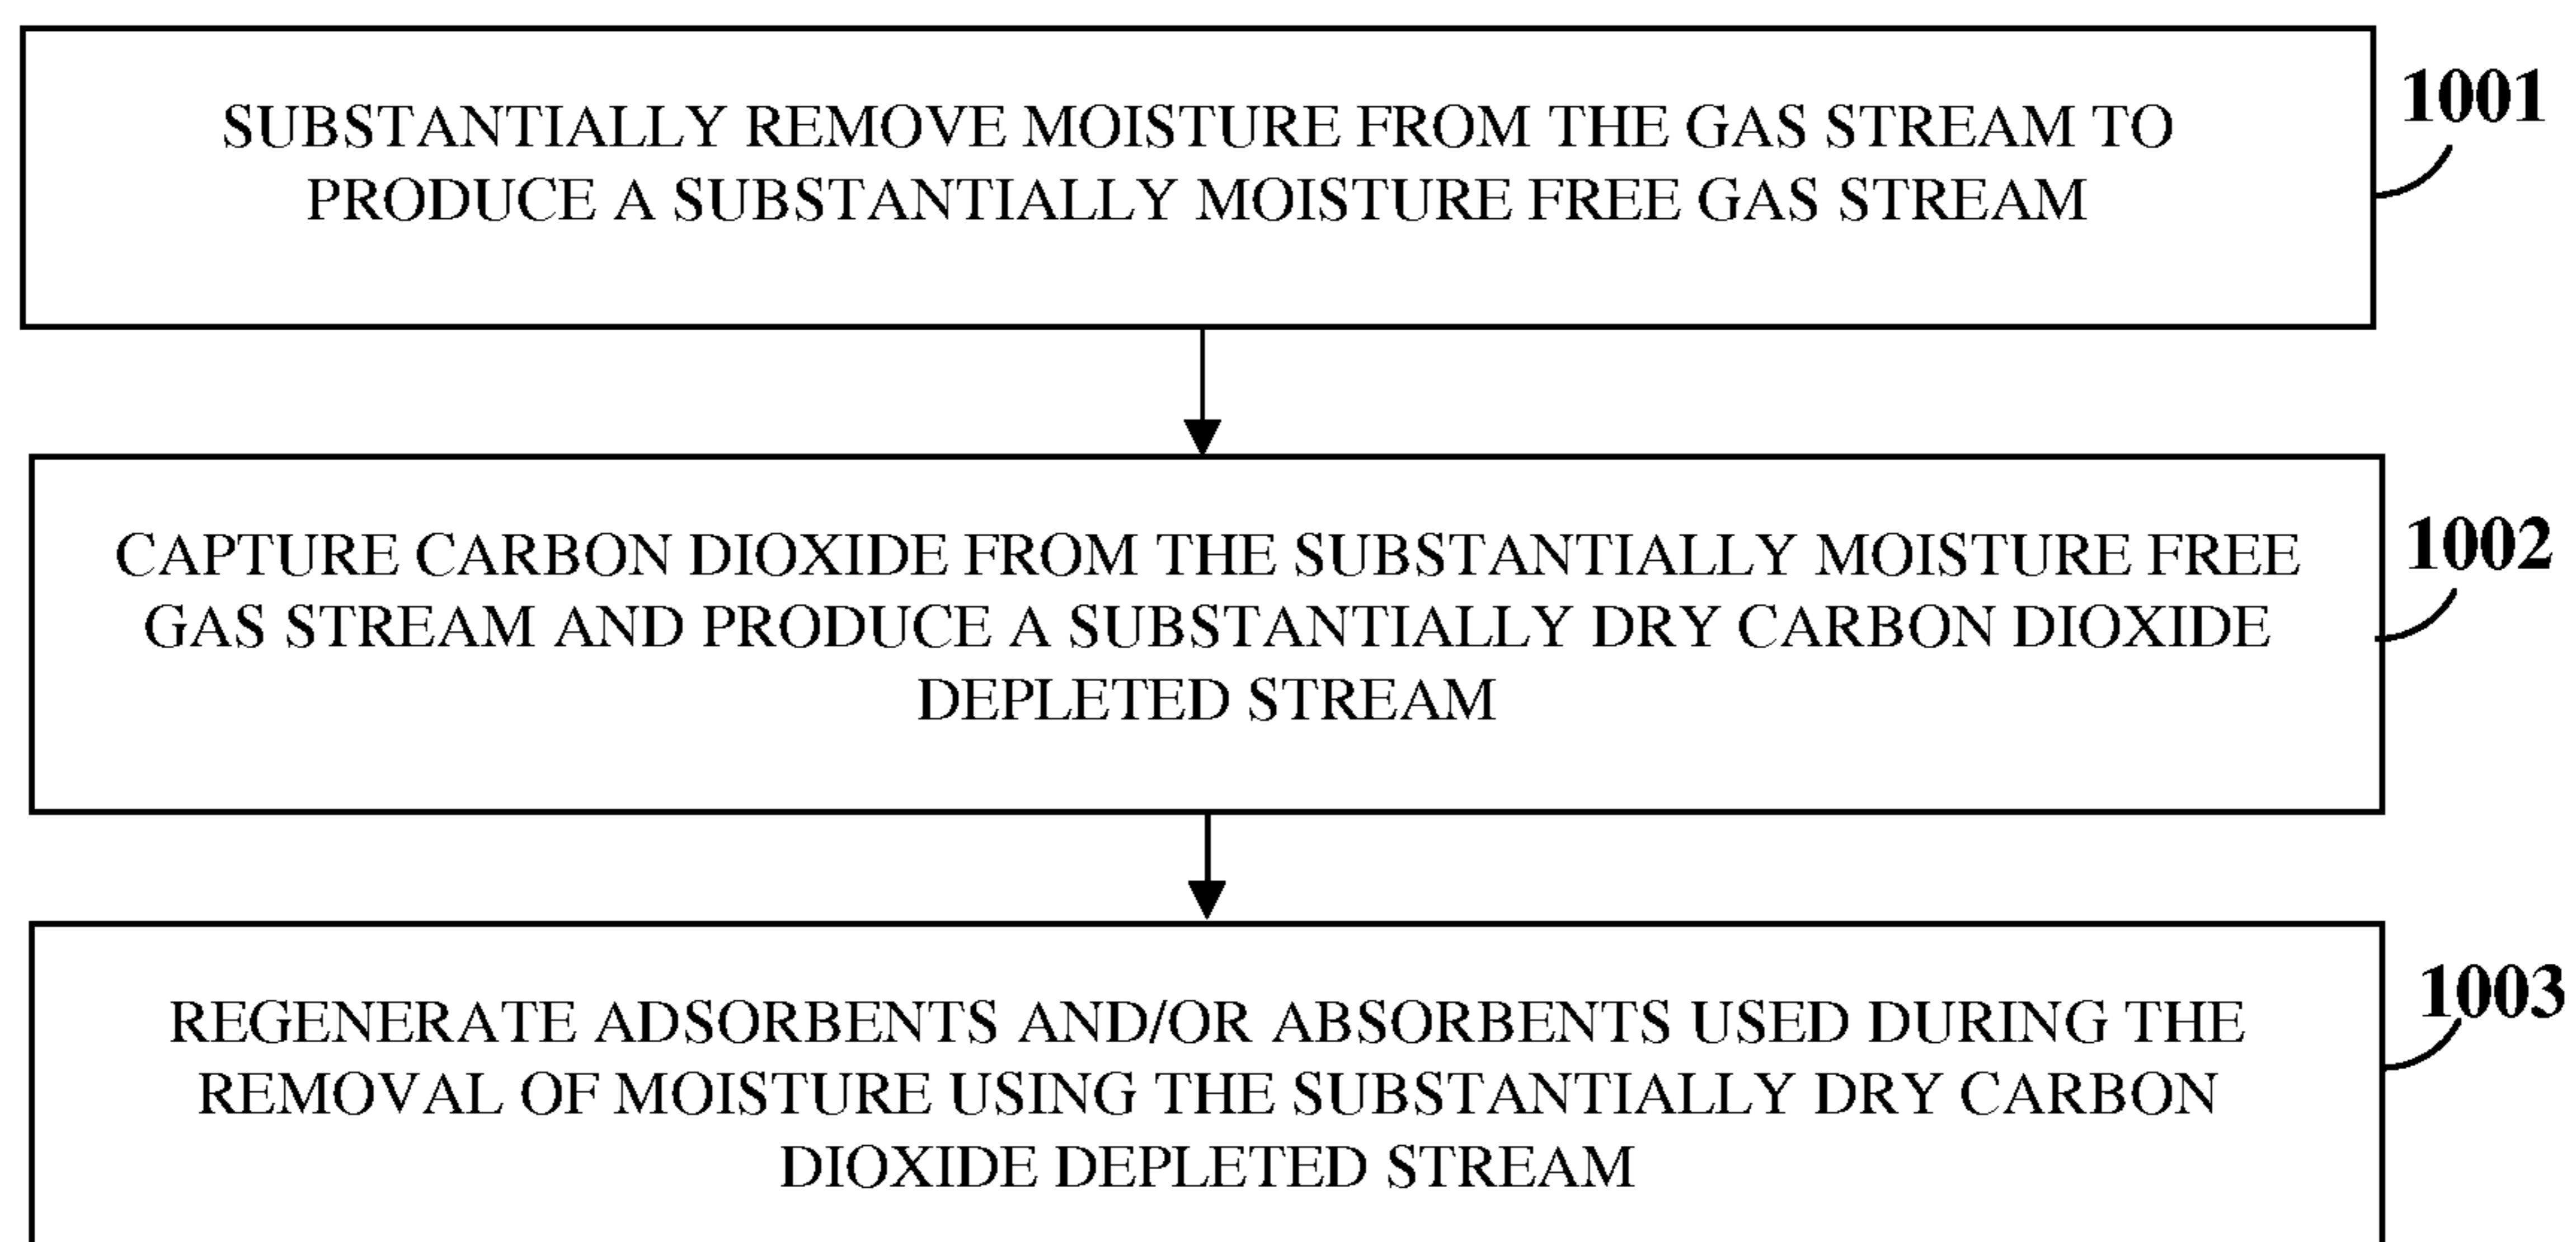 SUBSTANTIALLY REMOVE MOISTURE FROM THE GAS STREAM TO
PRODUCE A SUBSTANTIALLY MOISTURE FREE GAS STREAM
1001
CAPTURE CARBON DIOXIDE FROM THE SUBSTANTIALLY MOISTURE FREE
GAS STREAM AND PRODUCE A SUBSTANTIALLY DRY CARBON DIOXIDE
DEPLETED STREAM
1002
REGENERATE ADSORBENTS AND/OR ABSORBENTS USED DURING THE
REMOVAL OF MOISTURE USING THE SUBSTANTIALLY DRY CARBON
DIOXIDE DEPLETED STREAM
1003